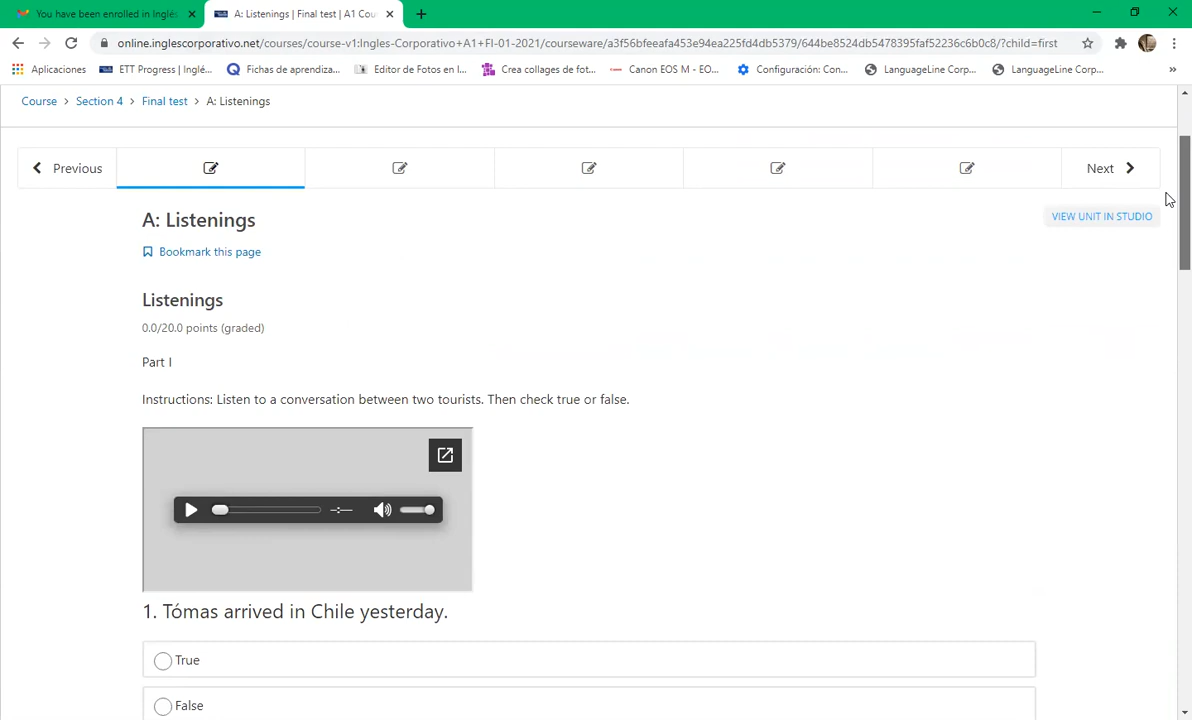 You have been enrolled in Inglés
A: Listenings | Final test | A1 Cou
online.inglescorporativo.net/courses/course-v1:Ingles-Corporativo+A1+FI-01-2021/courseware/a3f56bfeeafa453e94ea225fd4db5379/644be8524db5478395faf52236c6b0c8/?child=first
Aplicaciones
ETT Progress | Inglé...
Fichas de aprendiza...
Editor de Fotos en l...
Crea collages de fot...
Canon EOS M - EO...
Configuración: Con...
LanguageLine Corp...
LanguageLine Corp...
Course > Section 4 > Final test > A: Listenings
Previous
Next
A: Listenings
VIEW UNIT IN STUDIO
Bookmark this page
Listenings
0.0/20.0 points (graded)
Part I
Instructions: Listen to a conversation between two tourists. Then check true or false.
-:--
1. Tómas arrived in Chile yesterday.
True
False